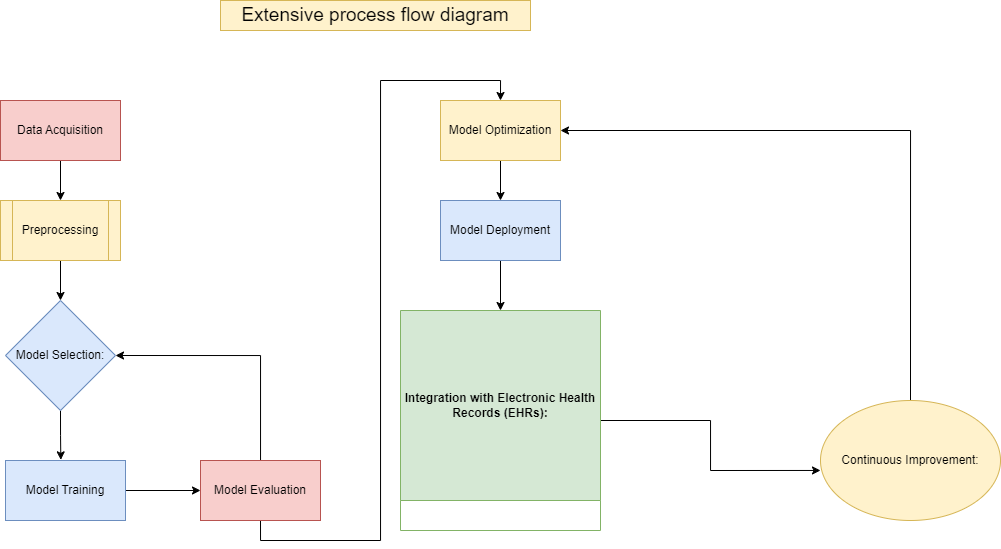 Extensive process flow diagram
Data Acquisition
Preprocessing
Model Selection:
Model Training
Model Evaluation
Model Optimization
Model Deployment
Integration with Electronic Health
Records (EHRs):
Continuous Improvement: